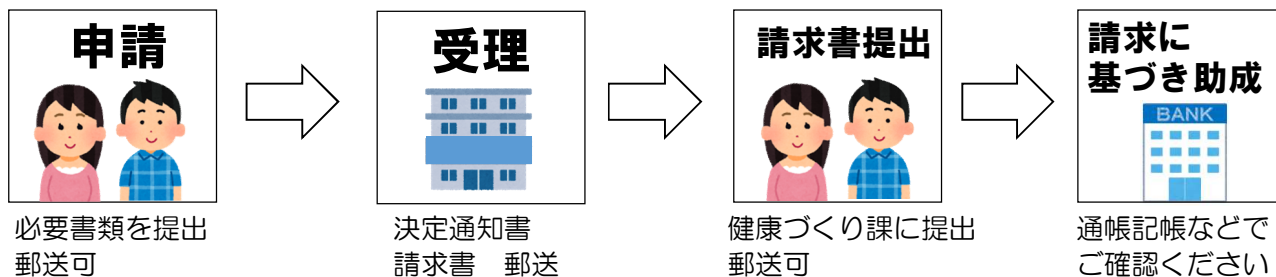 申請
必要書類を提出
郵送可
受理
決定通知書
請求書　郵送
請求書提出
健康づくり課に提出
郵送可
請求に
基づき助成
BANK
通帳記帳などで
ご確認ください